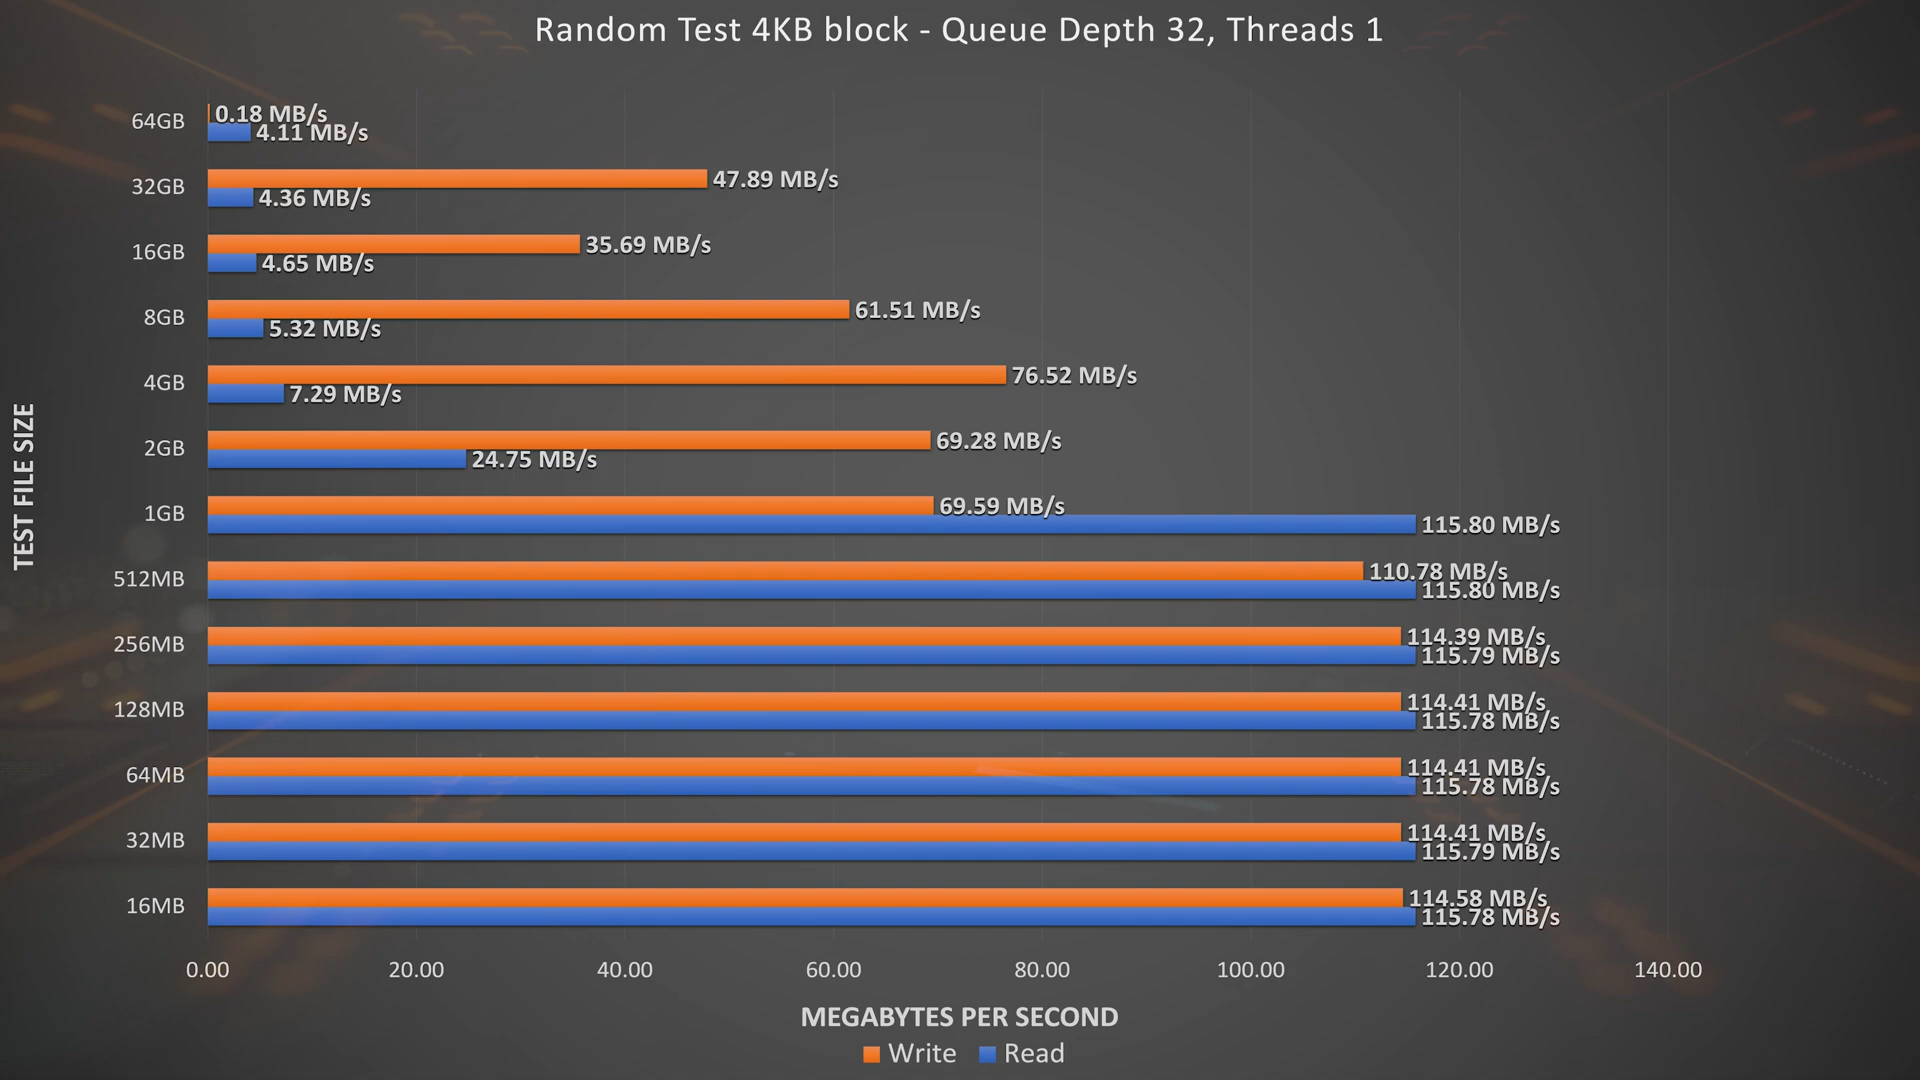 Random Test 4KB block - Queue Depth 32, Threads 1
TEST FILE SIZE
64GB
0.18 MB/s
4.11 MB/s
32GB
47.89 MB/s
4.36 MB/s
16GB
35.69 MB/s
4.65 MB/s
8GB
61.51 MB/s
5.32 MB/s
4GB
76.52 MB/s
7.29 MB/s
2GB
69.28 MB/s
24.75 MB/s
1GB
69.59 MB/s
115.80 MB/s
512MB
110.78 MB/s
115.80 MB/s
256MB
114.39 MB/s
115.79 MB/s
128MB
114.41 MB/s
115.78 MB/s
64MB
114.41 MB/s
115.78 MB/s
32MB
114.41 MB/s
115.79 MB/s
16MB
114.58 MB/s
115.78 MB/s
0.00 20.00 40.00 60.00 80.00 100.00 120.00 140.00
MEGABYTES PER SECOND
Write Read